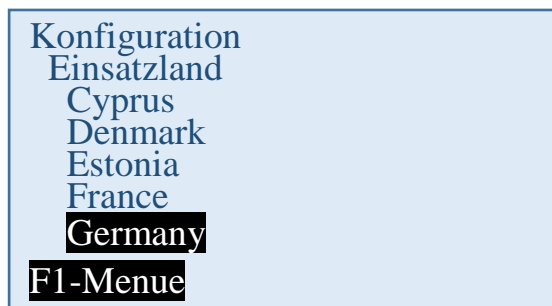 Konfiguration
Einsatzland
Cyprus
Denmark
Estonia
France
Germany
F1-Menue